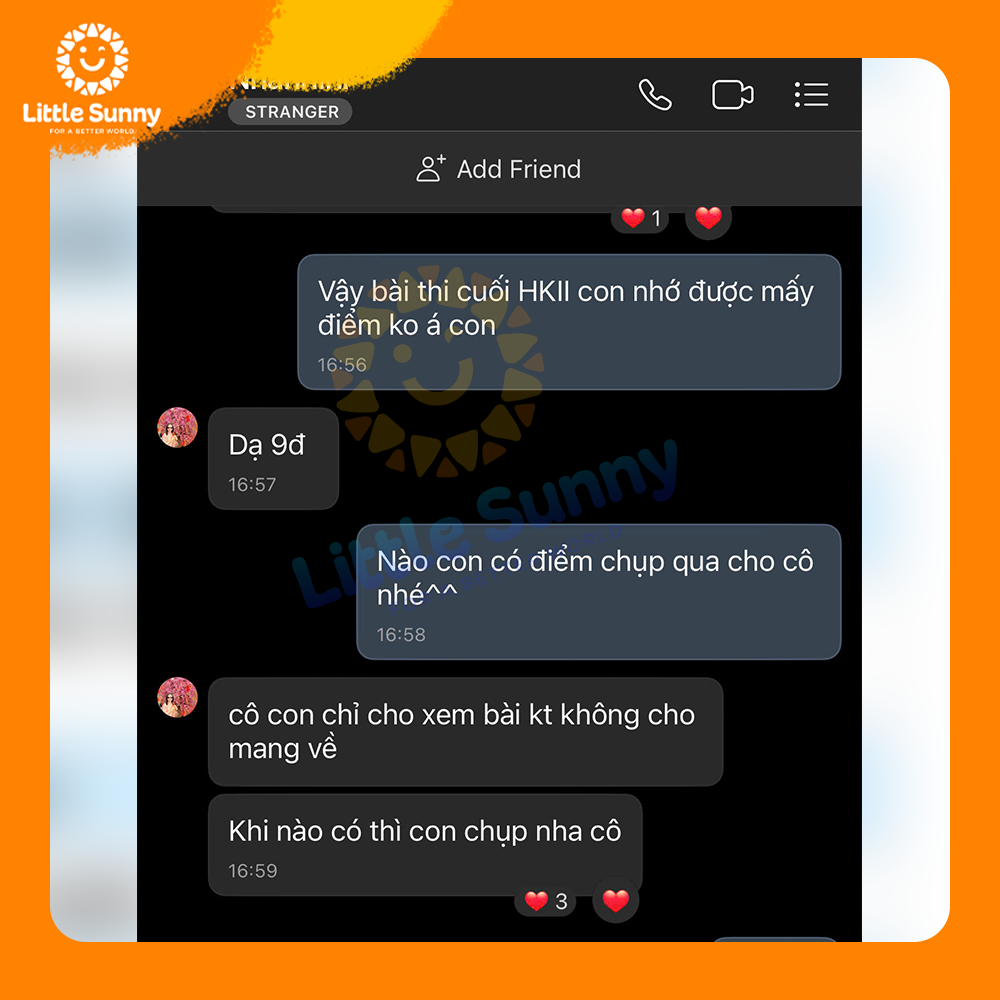 Little Sunny
FOR A BETTER WORLD
STRANGER
Add Friend
1
Vậy bài thi cuối HKII con nhớ được mấy
điểm ko á con
16:56
Dạ 9đ
16:57
Little Sunny
Nào con có điểm chụp qua cho cô
nhé^^
16:58
cô con chỉ cho xem bài kt không cho
mang về
Khi nào có thì con chụp nha cô
16:59
3